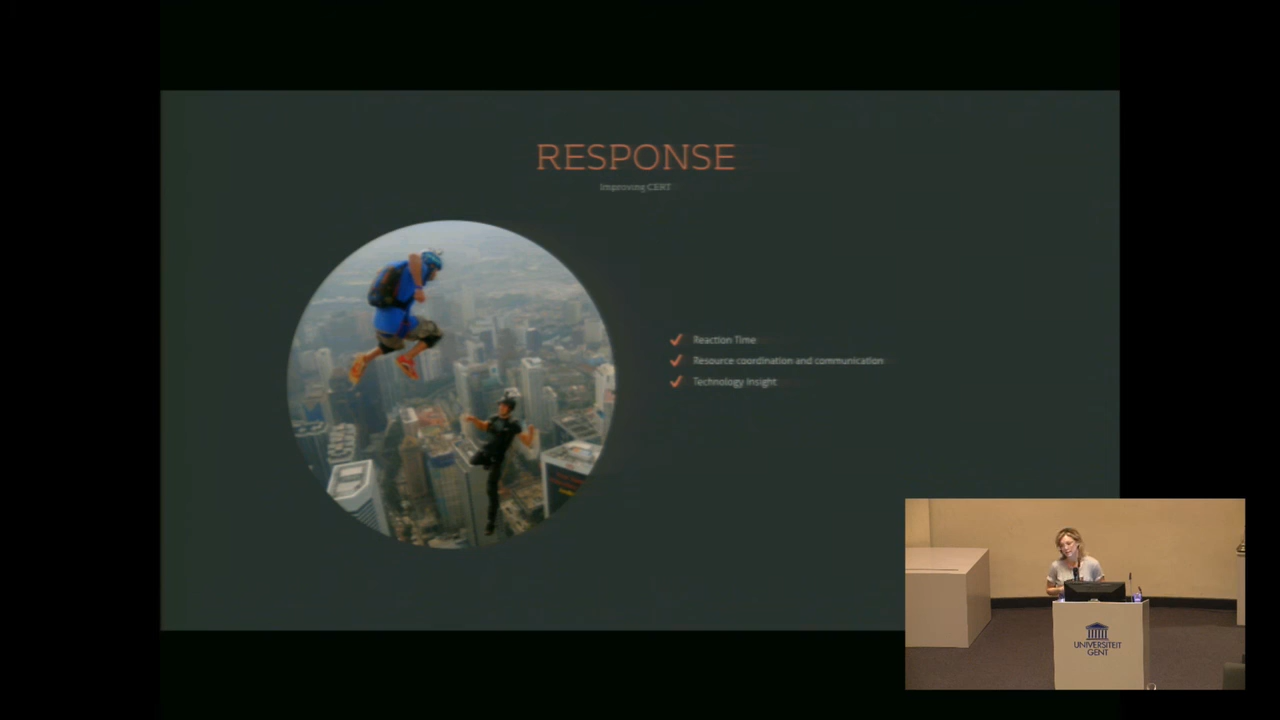 RESPONSE
Improving CERT
Reaction Time
Resource coordination and communication
Technology Insight
UNIVERSITEIT
GENT